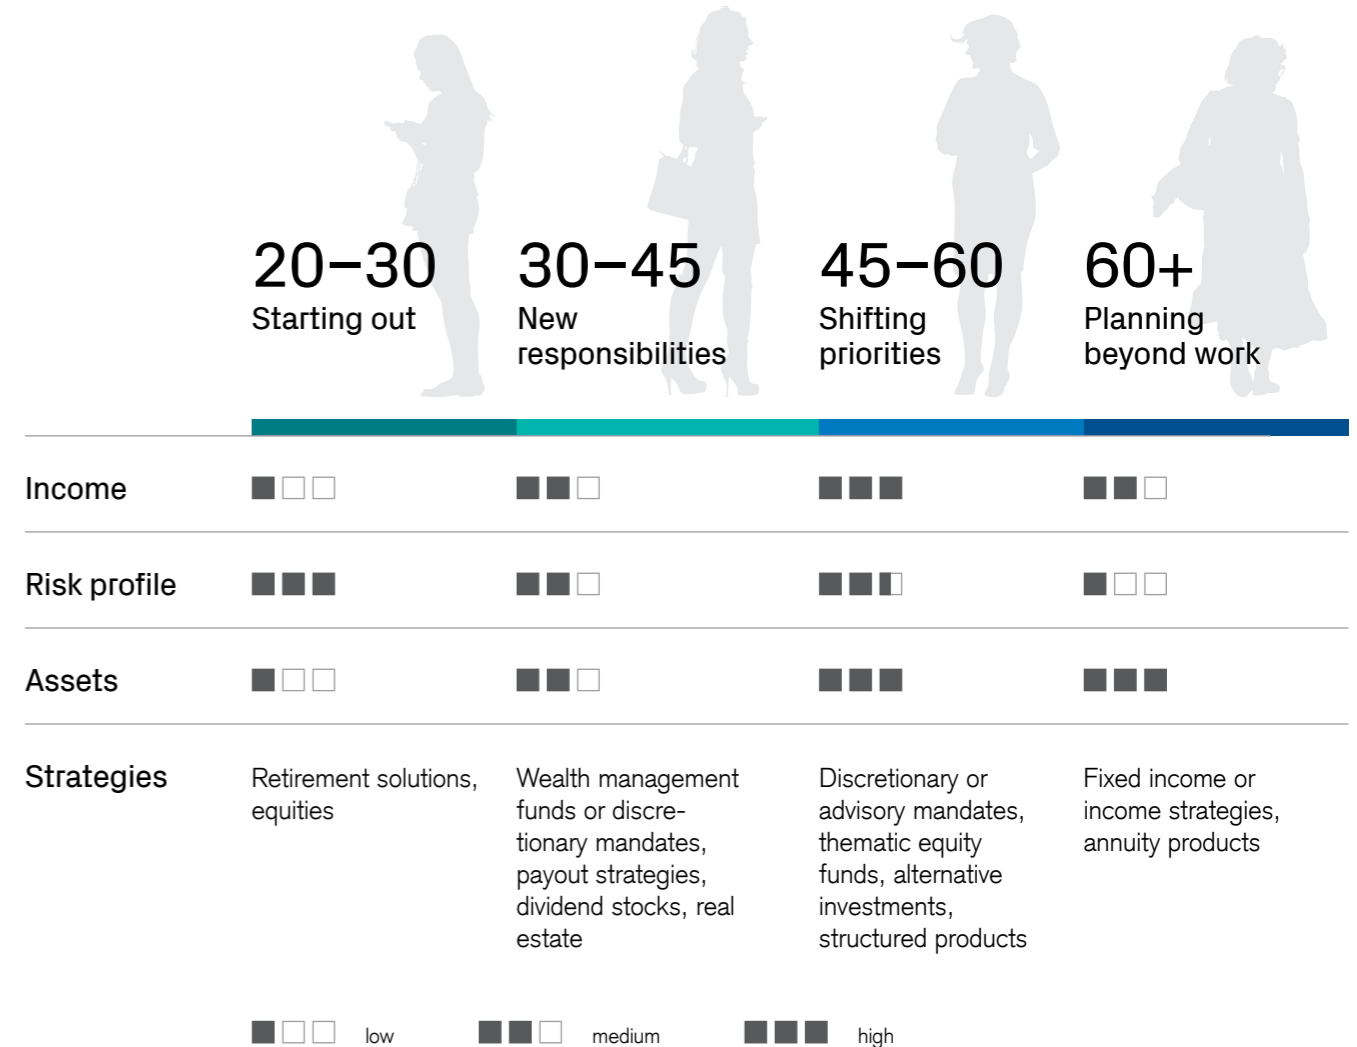 20–30
Starting out
30–45
New
responsibilities
45–60
Shifting
priorities
60+
Planning
beyond work
Income
Risk profile
Assets
Strategies
Retirement solutions,
equities
Wealth management
funds or discre-
tionary mandates,
payout strategies,
dividend stocks, real
estate
Discretionary or
advisory mandates,
thematic equity
funds, alternative
investments,
structured products
Fixed income or
income strategies,
annuity products
low
medium
high